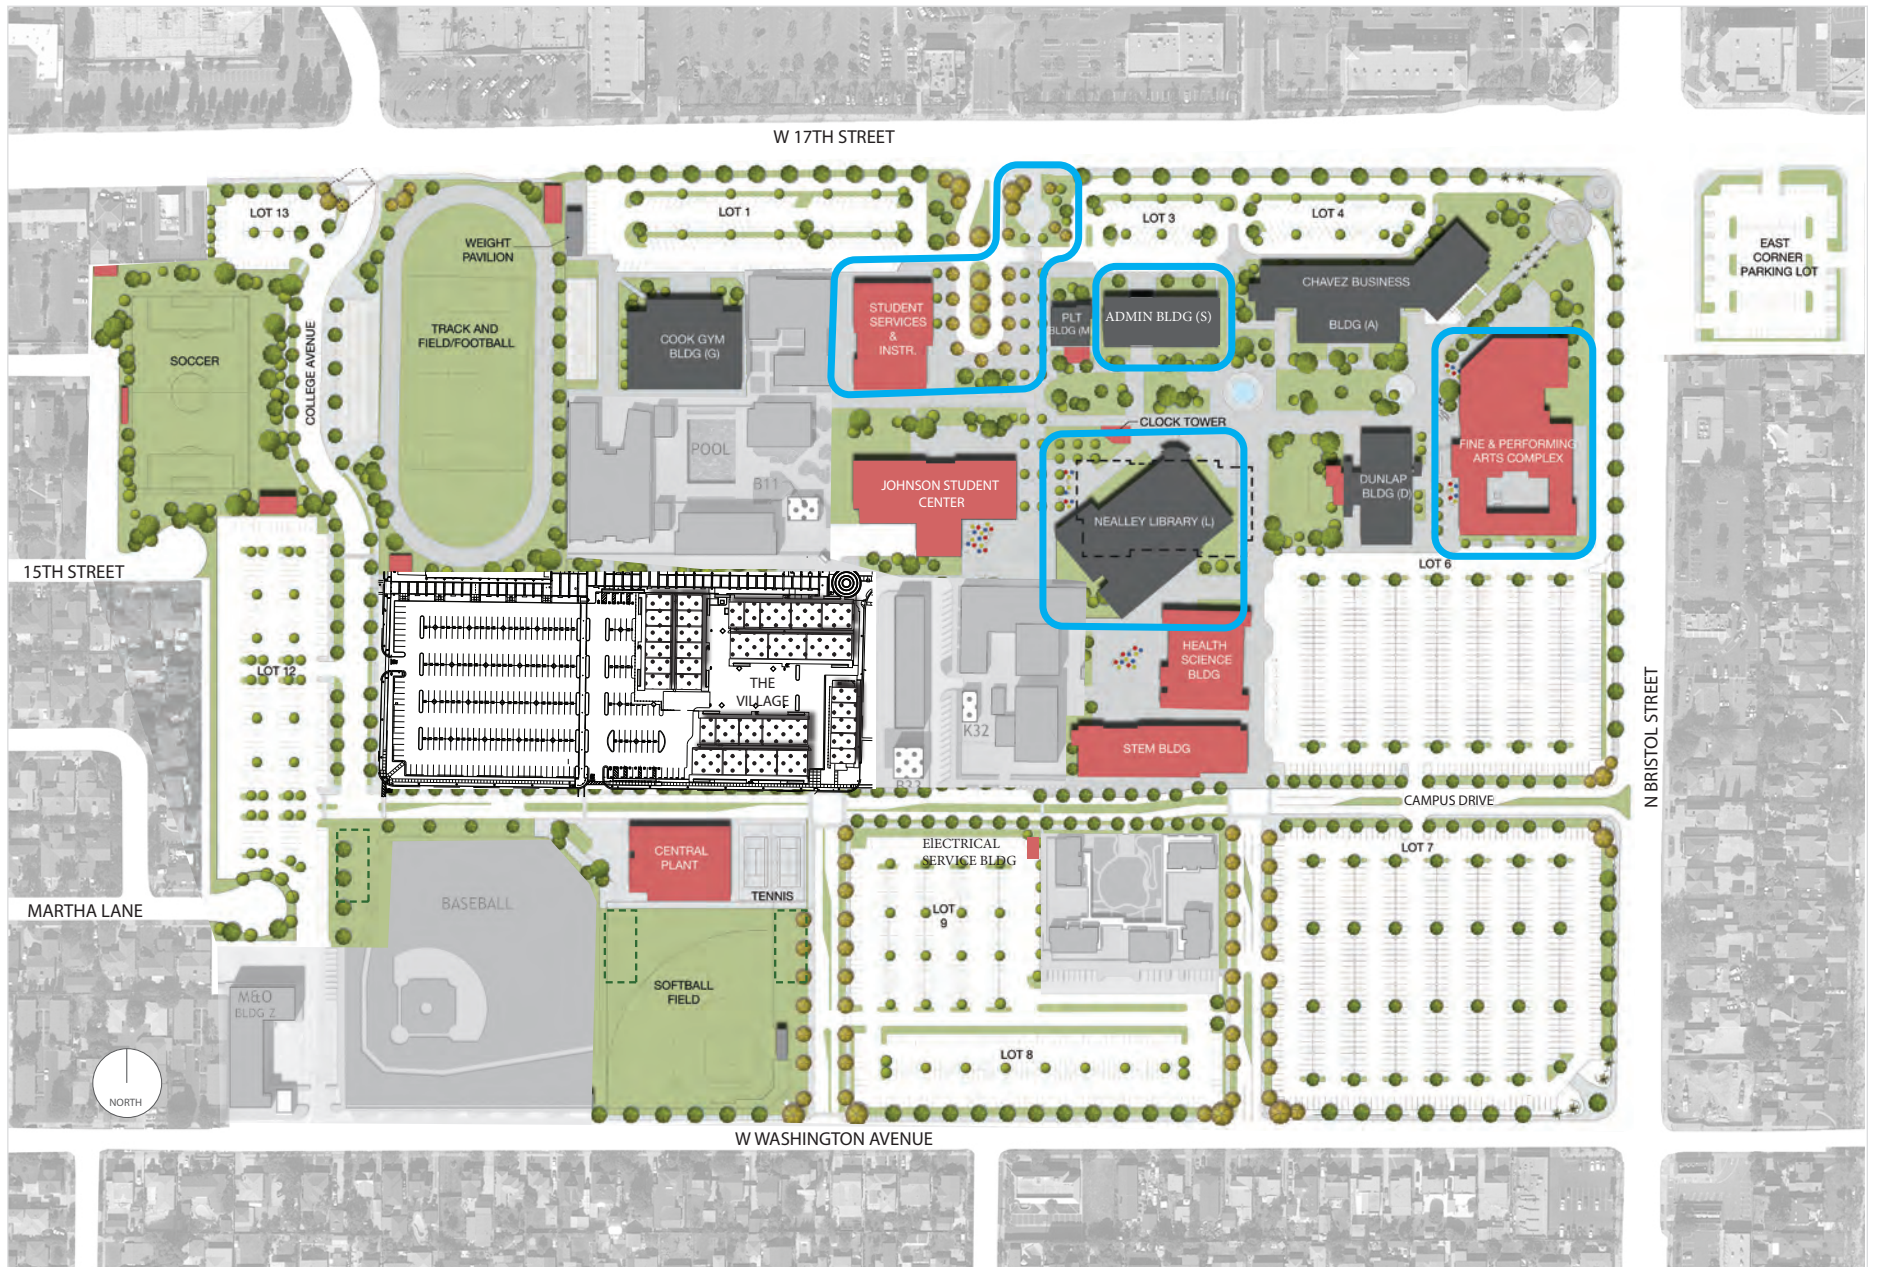 W 17TH STREET
LOT 13
LOT 1
LOT 3
LOT 4
WEIGHT
PAVILION
EAST
CORNER
PARKING LOT
CHAVEZ BUSINESS
BLDG (A)
STUDENT
SERVICES
&
INSTR.
PLT
BLDG (M)
ADMIN BLDG (S)
TRACK AND
FIELD/FOOTBALL
COOK GYM
BLDG (G)
SOCCER
COLLEGE AVENUE
CLOCK TOWER
POOL
B11
FINE & PERFORMING
ARTS COMPLEX
JOHNSON STUDENT
CENTER
DUNLAP
BLDG (D)
NEALLEY LIBRARY (L)
15TH STREET
LOT 6
HEALTH
SCIENCE
BLDG
LOT 12
THE
VILLAGE
K32
STEM BLDG
N BRISTOL STREET
B33
CAMPUS DRIVE
ElECTRICAL
SERVICE BLDG
CENTRAL
PLANT
LOT 7
TENNIS
MARTHA LANE
BASEBALL
LOT
9
SOFTBALL
FIELD
M&O
BLDG Z
LOT 8
NORTH
W WASHINGTON AVENUE